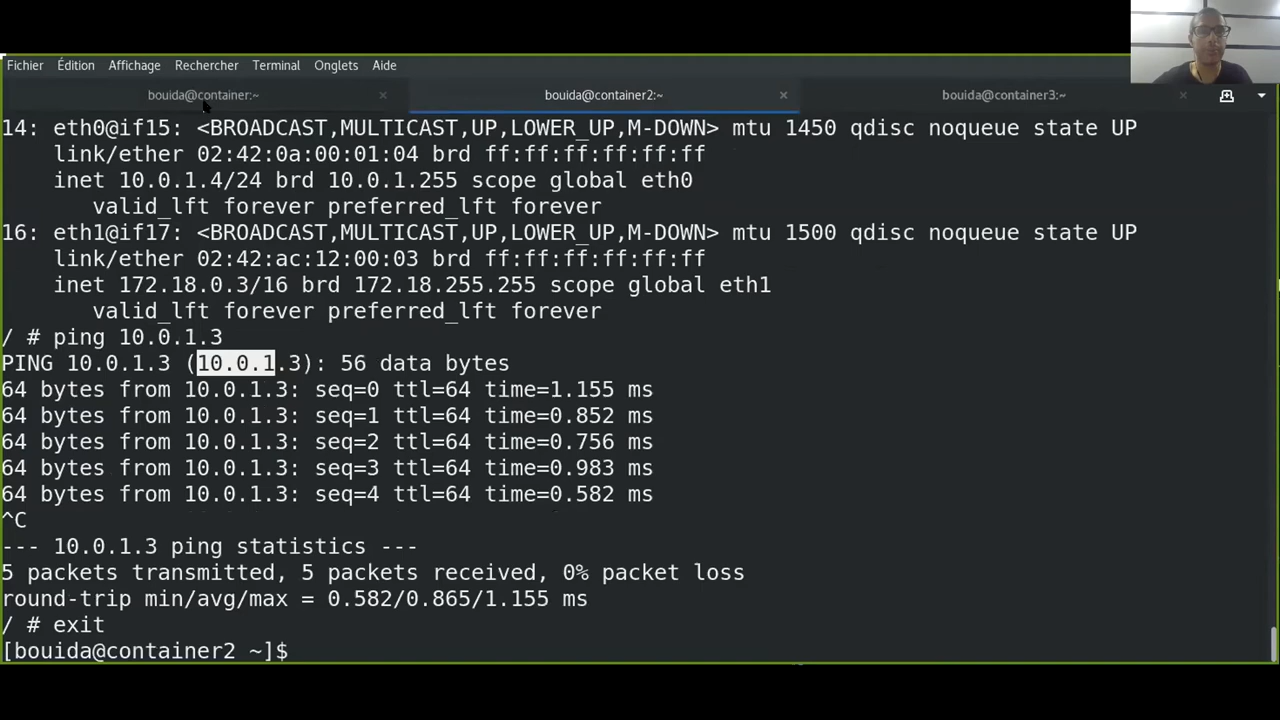 Fichier Édition Affichage Rechercher Terminal Onglets Aide
bouida@container:~ × bouida@container2:~ × bouida@container3:~ ×
14: eth0@if15: <BROADCAST,MULTICAST,UP,LOWER_UP,M-DOWN> mtu 1450 qdisc noqueue state UP
link/ether 02:42:0a:00:01:04 brd ff:ff:ff:ff:ff:ff
inet 10.0.1.4/24 brd 10.0.1.255 scope global eth0
valid_lft forever preferred_lft forever
16: eth1@if17: <BROADCAST,MULTICAST,UP,LOWER_UP,M-DOWN> mtu 1500 qdisc noqueue state UP
link/ether 02:42:ac:12:00:03 brd ff:ff:ff:ff:ff:ff
inet 172.18.0.3/16 brd 172.18.255.255 scope global eth1
valid_lft forever preferred_lft forever
/ # ping 10.0.1.3
PING 10.0.1.3 (10.0.1.3): 56 data bytes
64 bytes from 10.0.1.3: seq=0 ttl=64 time=1.155 ms
64 bytes from 10.0.1.3: seq=1 ttl=64 time=0.852 ms
64 bytes from 10.0.1.3: seq=2 ttl=64 time=0.756 ms
64 bytes from 10.0.1.3: seq=3 ttl=64 time=0.983 ms
64 bytes from 10.0.1.3: seq=4 ttl=64 time=0.582 ms
^C
--- 10.0.1.3 ping statistics ---
5 packets transmitted, 5 packets received, 0% packet loss
round-trip min/avg/max = 0.582/0.865/1.155 ms
/ # exit
[bouida@container2 ~]$